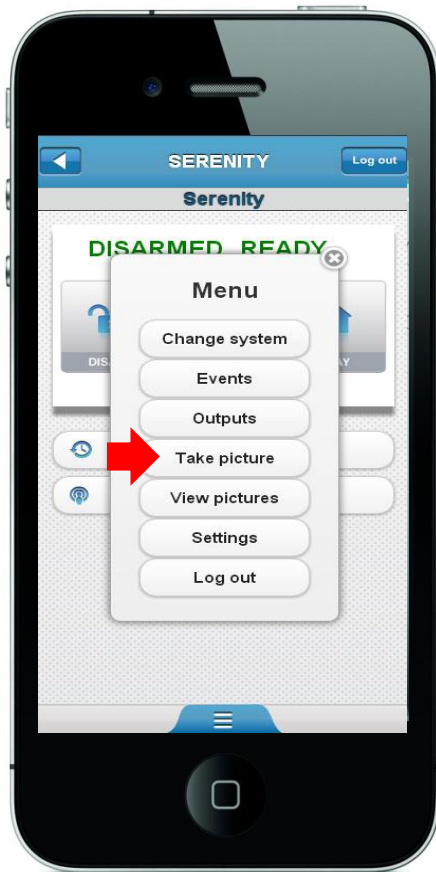 SERENITY
Log out
Serenity
DISARMED READY
Menu
Change system
Events
Outputs
Take picture
View pictures
Settings
Log out